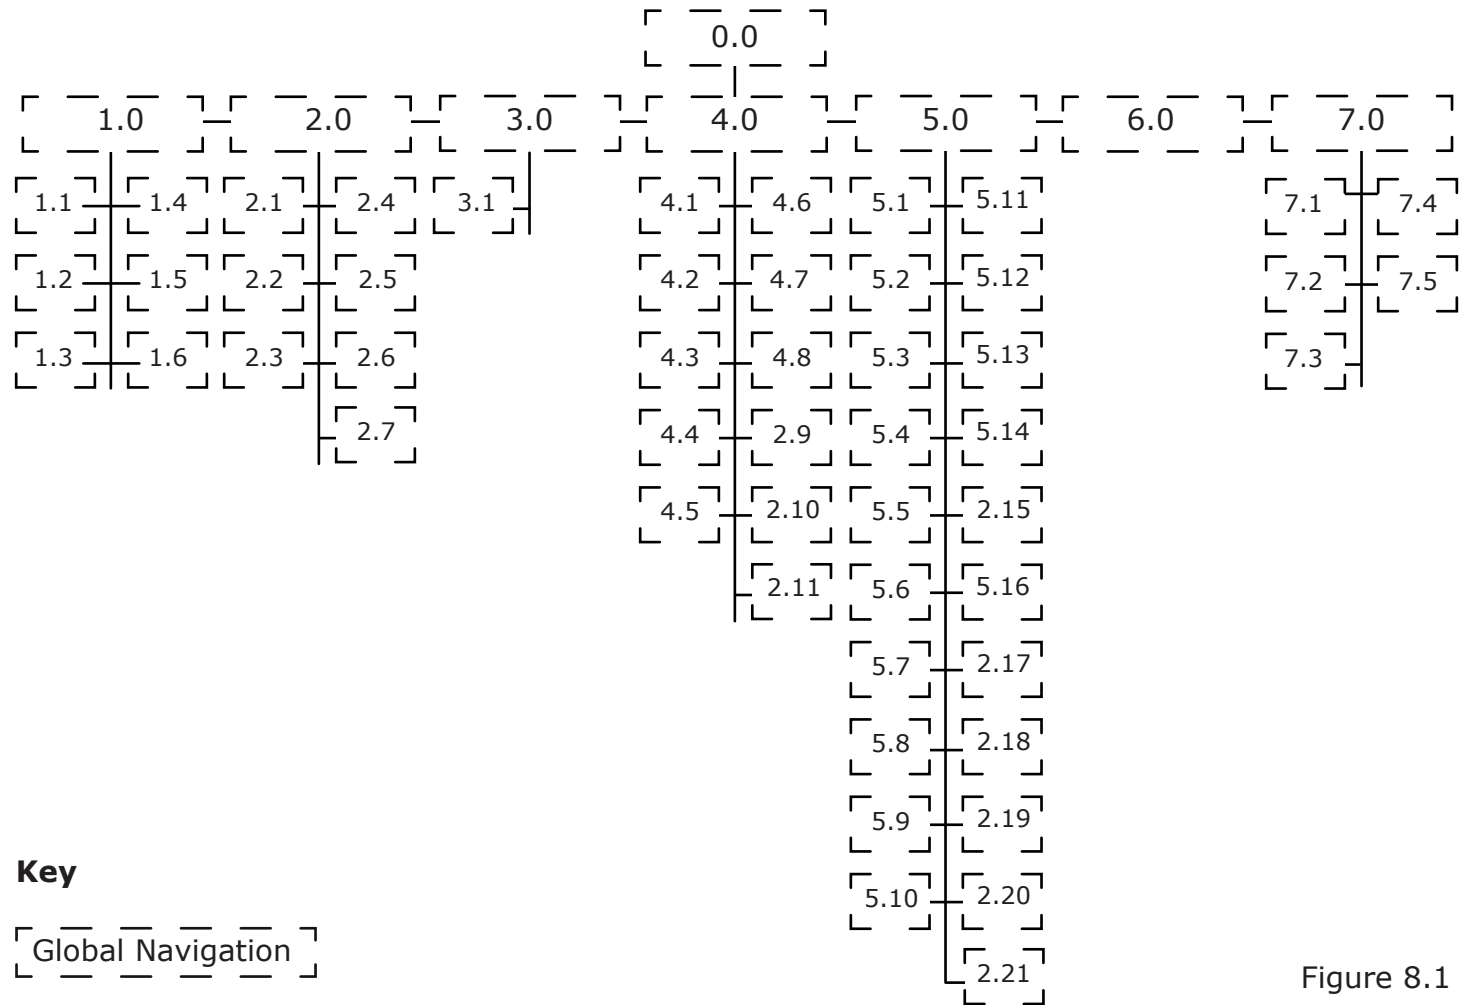 0.0
1.0 2.0 3.0 4.0 5.0 6.0 7.0
1.1 1.4 2.1 2.4 3.1 4.1 4.6 5.1 5.11 7.1 7.4
1.2 1.5 2.2 2.5 4.2 4.7 5.2 5.12 7.2 7.5
1.3 1.6 2.3 2.6 4.3 4.8 5.3 5.13 7.3
2.7 4.4 2.9 5.4 5.14
4.5 2.10 5.5 2.15
2.11 5.6 5.16
5.7 2.17
5.8 2.18
5.9 2.19
Key
5.10 2.20
Global Navigation
2.21
Figure 8.1